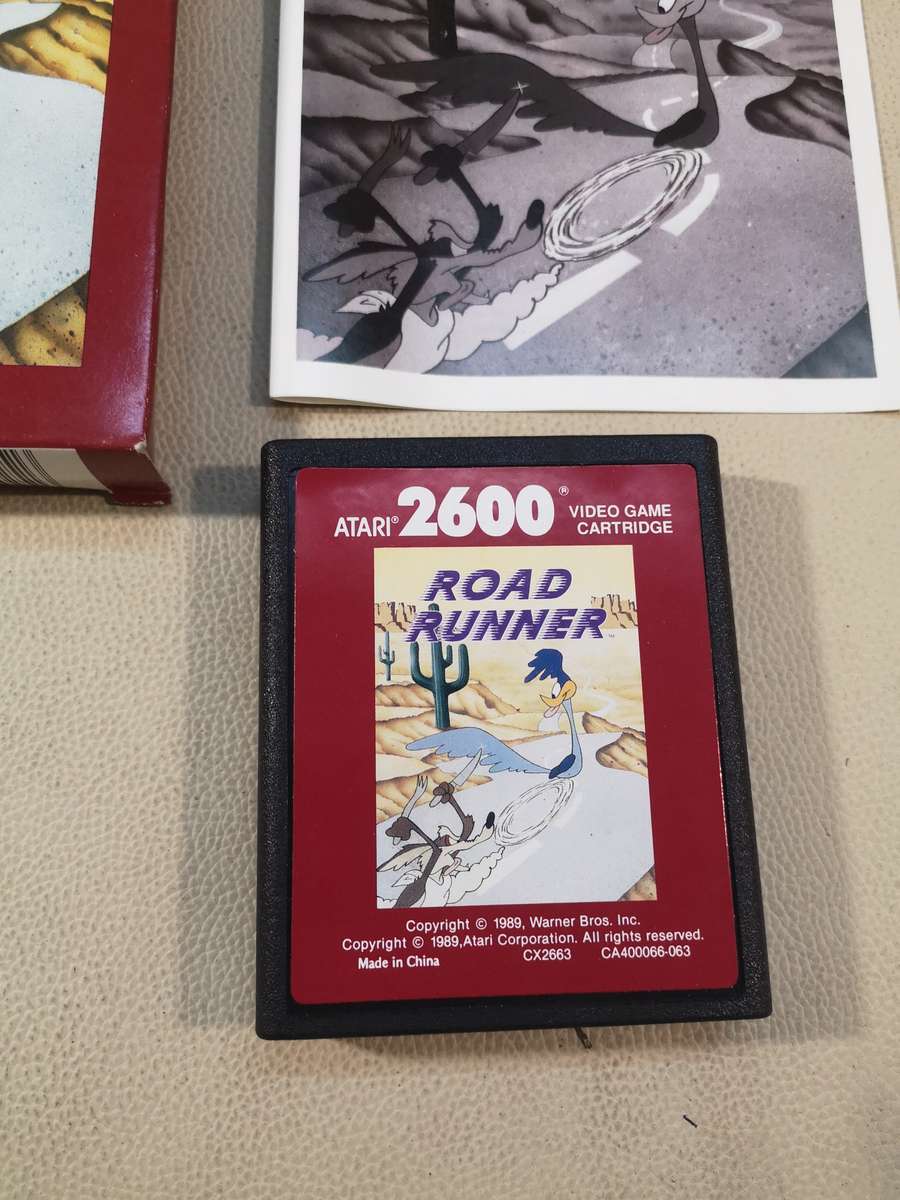 ATARI® 2600® VIDEO GAME
CARTRIDGE
ROAD
RUNNER™
Copyright © 1989, Warner Bros. Inc.
Copyright © 1989,Atari Corporation. All rights reserved.
Made in China CX2663 CA400066-063